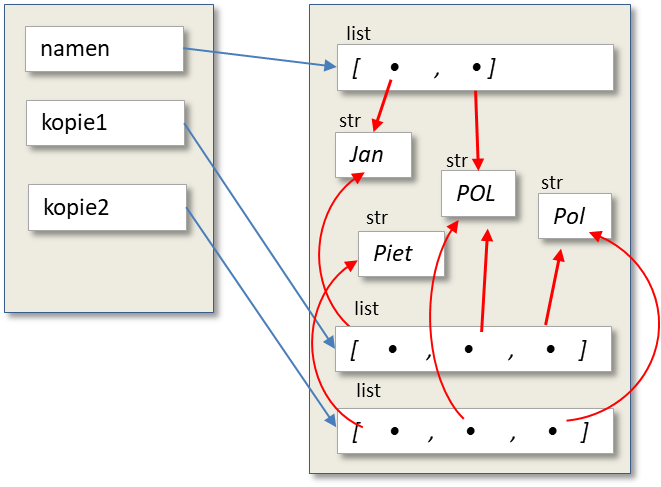 namen
kopie1
kopie2
list
[ • , • ]
str
Jan
str
POL
str
Pol
str
Piet
list
[ • , • , • ]
list
[ • , • , • ]